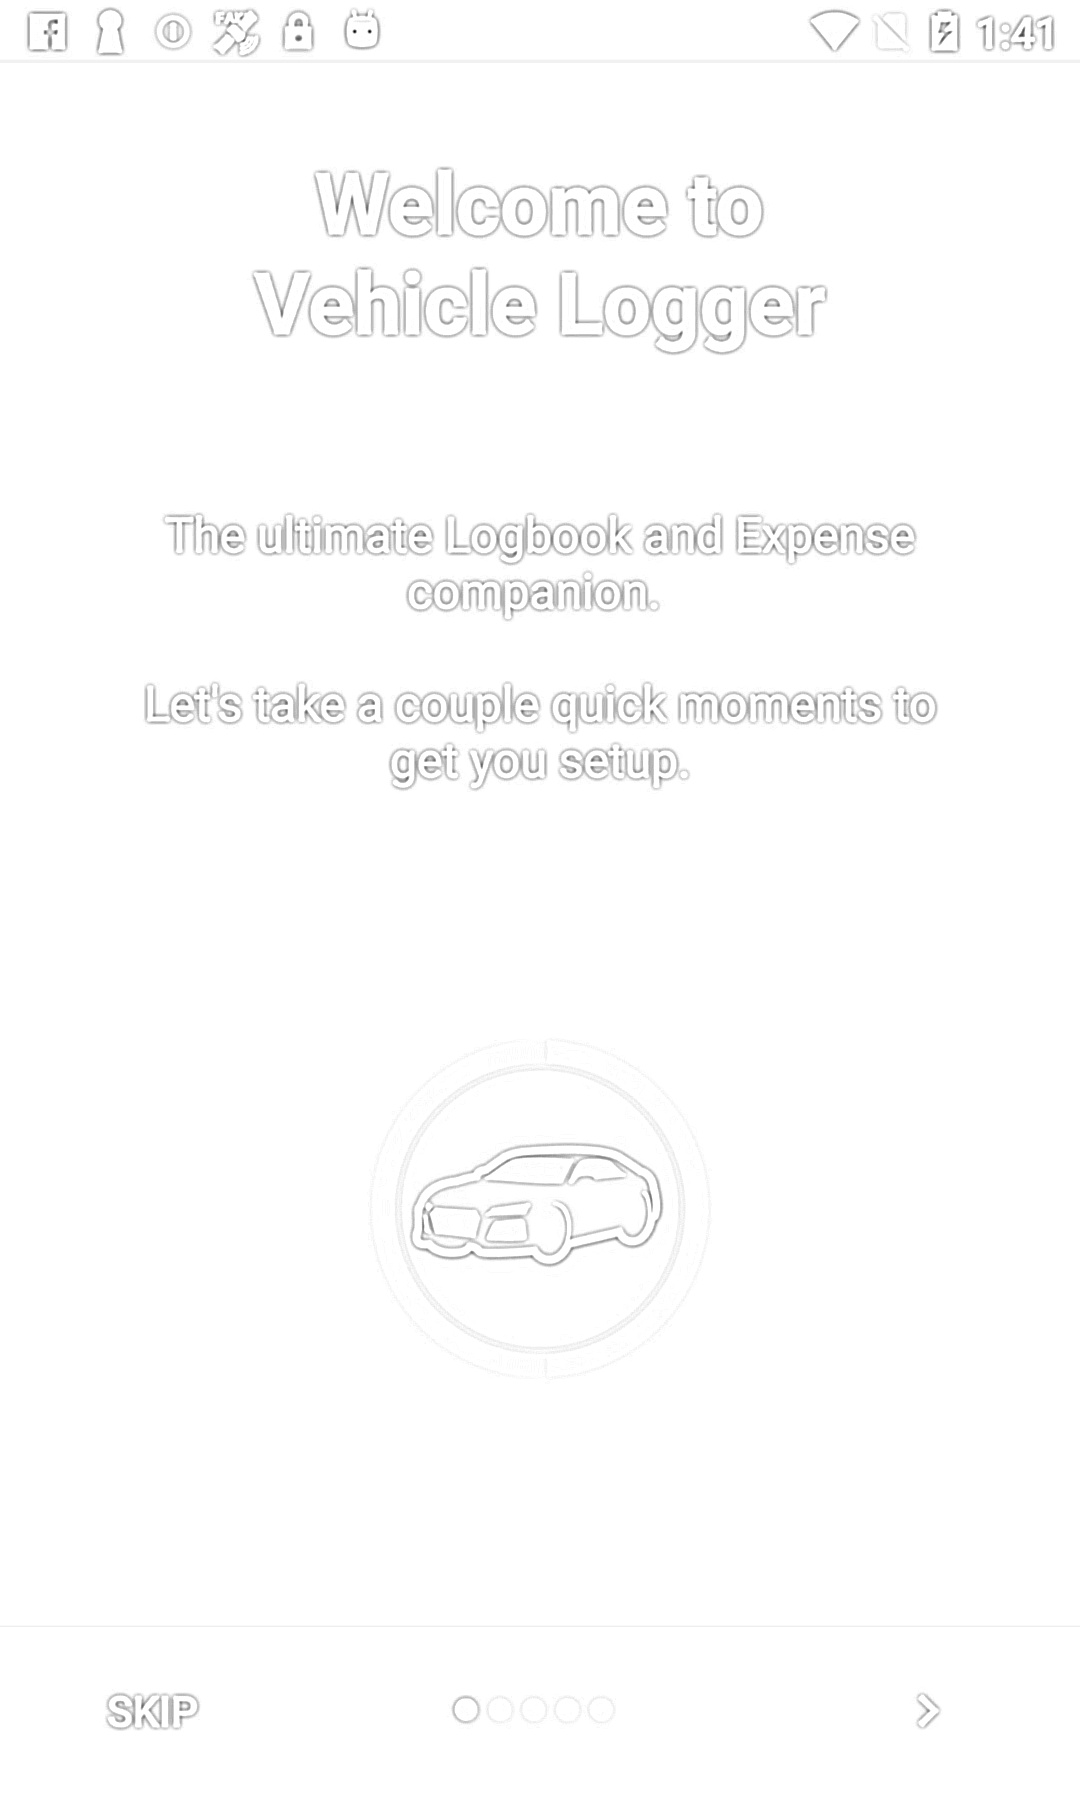 1:41
Welcome to
Vehicle Logger
The ultimate Logbook and Expense
companion.
Let's take a couple quick moments to
get you setup.
SKIP